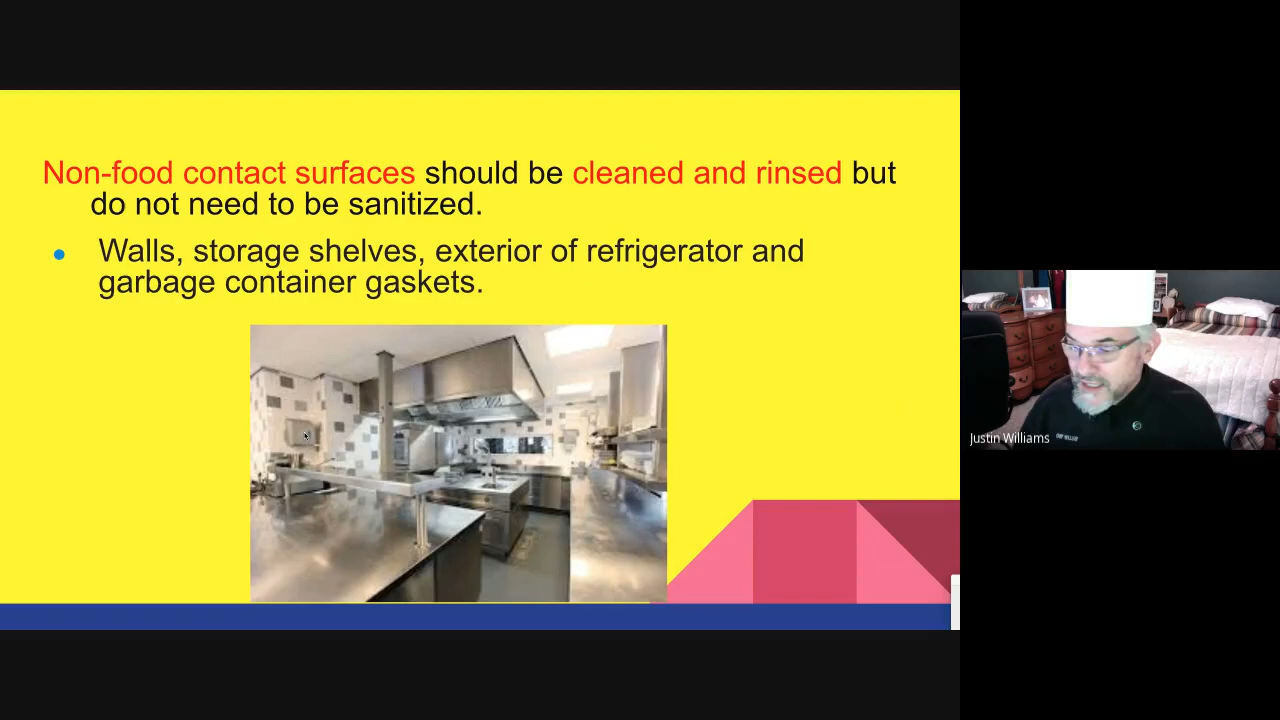 Non-food contact surfaces should be cleaned and rinsed but
do not need to be sanitized.
Walls, storage shelves, exterior of refrigerator and
garbage container gaskets.
Justin Williams